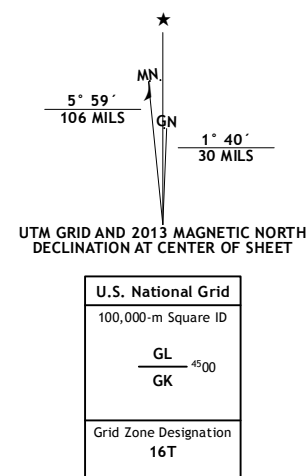 MN.
5° 59´
106 MILS
GN
1° 40´
30 MILS
UTM GRID AND 2013 MAGNETIC NORTH
DECLINATION AT CENTER OF SHEET
U.S. National Grid
100,000-m Square ID
GL
4500
GK
Grid Zone Designation
16T